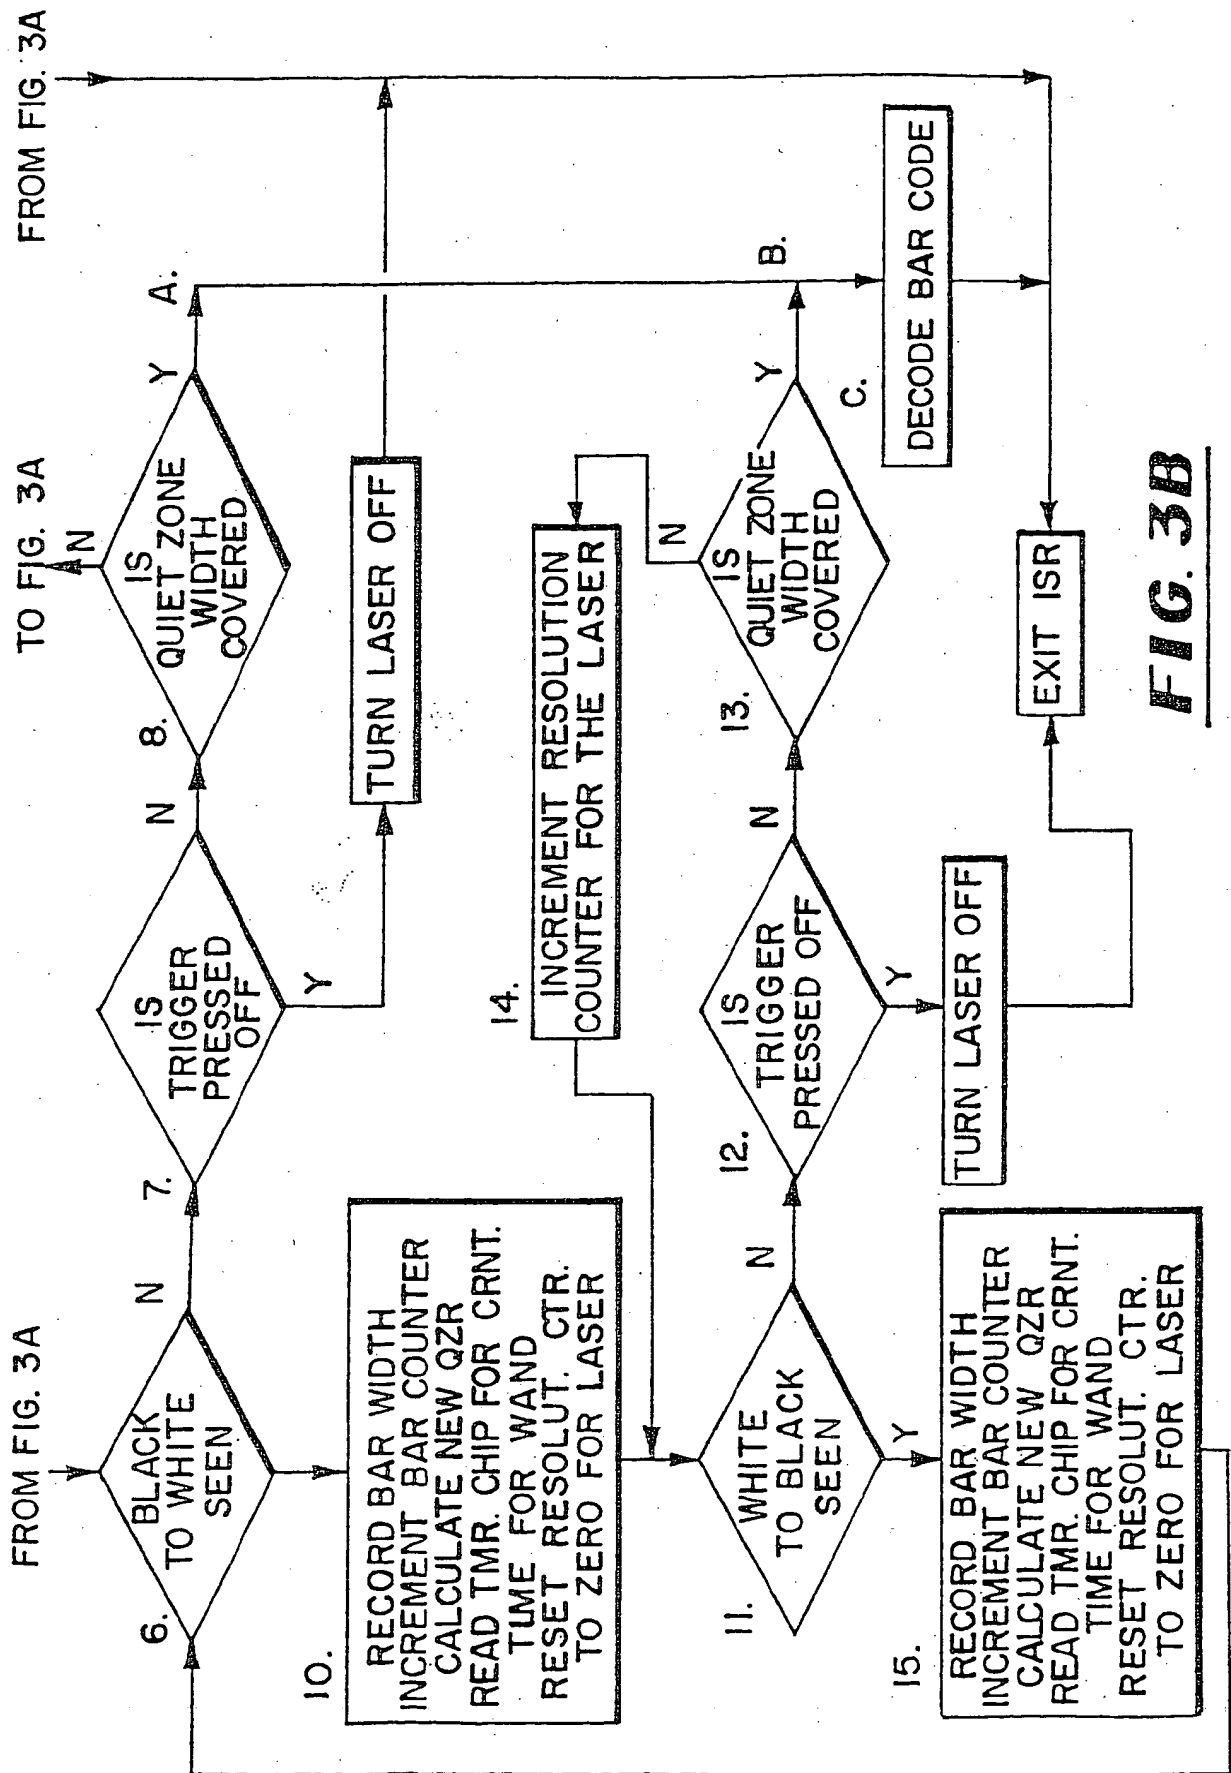 FROM FIG. 3A
TO FIG. 3A
FROM FIG. 3A
6.
BLACK
TO WHITE
SEEN
N
7.
IS
TRIGGER
PRESSED
OFF
N
Y
8.
IS
QUIET ZONE
WIDTH
COVERED
N
Y
A.
TURN LASER OFF
10.
RECORD BAR WIDTH
INCREMENT BAR COUNTER
CALCULATE NEW QZR
READ TMR. CHIP FOR CRNT.
TIME FOR WAND
RESET RESOLUT. CTR.
TO ZERO FOR LASER
14.
INCREMENT RESOLUTION
COUNTER FOR THE LASER
11.
WHITE
TO BLACK
SEEN
N
Y
12.
IS
TRIGGER
PRESSED OFF
N
Y
13.
IS
QUIET ZONE
WIDTH
COVERED
N
Y
B.
C.
DECODE BAR CODE
TURN LASER OFF
15.
RECORD BAR WIDTH
INCREMENT BAR COUNTER
CALCULATE NEW QZR
READ TMR. CHIP FOR CRNT.
TIME FOR WAND
RESET RESOLUT. CTR.
TO ZERO FOR LASER
EXIT ISR
FIG. 3B